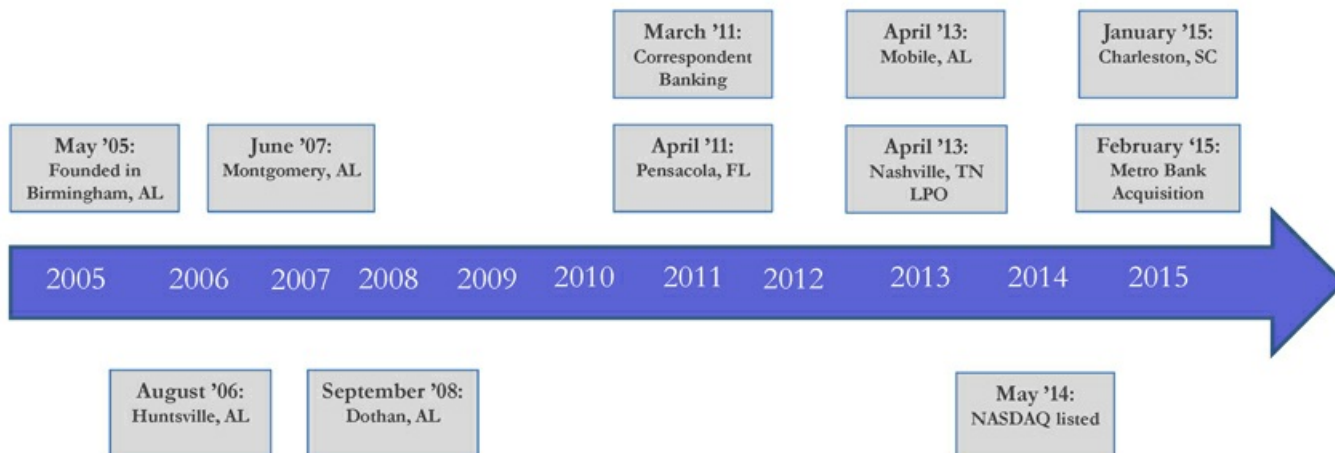 March ’11:
Correspondent
Banking
April ’13:
Mobile, AL
January ’15:
Charleston, SC
May ’05:
Founded in
Birmingham, AL
June ’07:
Montgomery, AL
April ’11:
Pensacola, FL
April ’13:
Nashville, TN
LPO
February ‘15:
Metro Bank
Acquisition
2005 2006 2007 2008 2009 2010 2011 2012 2013 2014 2015
August ’06:
Huntsville, AL
September ’08:
Dothan, AL
May ’14:
NASDAQ listed